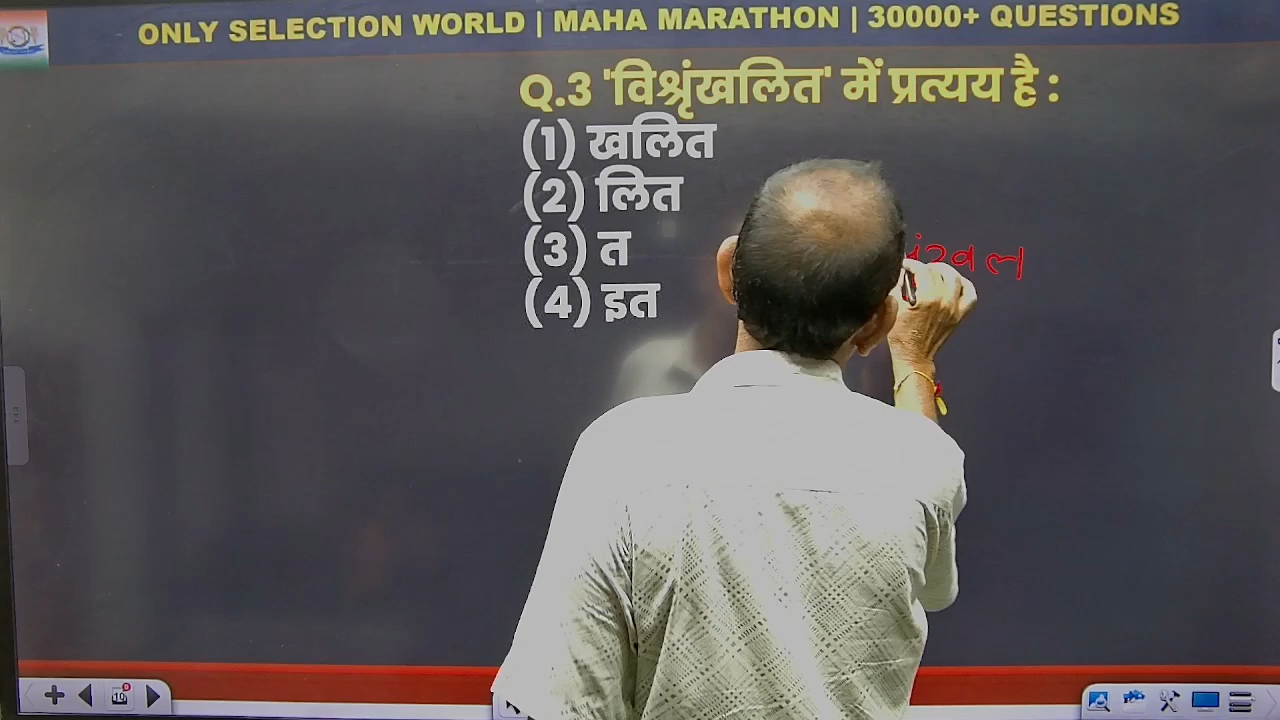 ONLY SELECTION WORLD | MAHA MARATHON | 30000+ QUESTIONS
Q.3 'विश्रृंखलित' में प्रत्यय है :
(1) खलित
(2) लित
(3) त
(4) इत